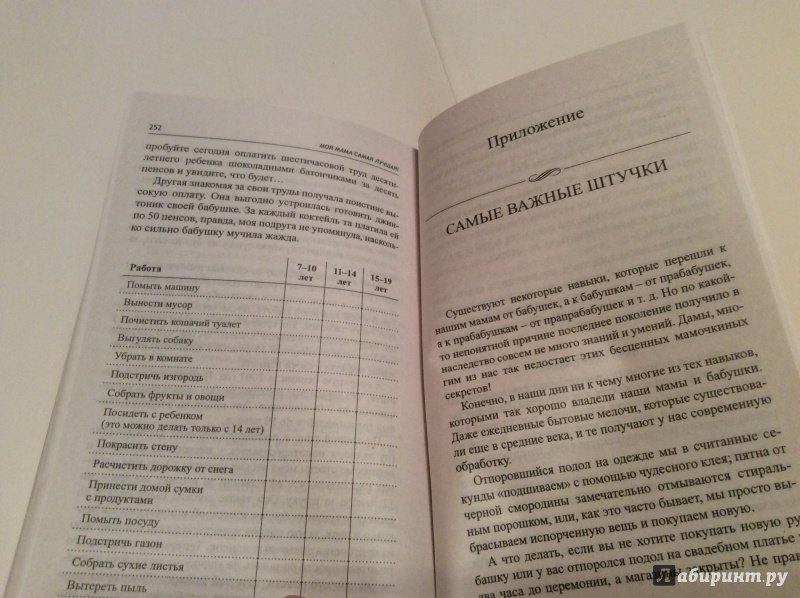 252
МОЯ МАМА САМАЯ ЛУЧШАЯ!
пробуйте сегодня оплатить шестичасовой труд десяти-
летнего ребенка шоколадными батончиками за десять
пенсов и увидите, что будет…
Другая знакомая за свои труды получала поистине вы-
сокую оплату. Она выгодно устроилась готовить джин-
тоник своей бабушке. За каждый коктейль та платила ей
по 50 пенсов, правда, моя подруга не упомянула, насколь-
ко сильно бабушку мучила жажда.
Работа 7–10 лет 11–14 лет 15–19 лет
Помыть машину
Вынести мусор
Почистить кошачий туалет
Выгулять собаку
Убрать в комнате
Подстричь изгородь
Собрать фрукты и овощи
Посидеть с ребенком
(это можно делать только с 14 лет)
Покрасить стену
Расчистить дорожку от снега
Принести домой сумки
с продуктами
Помыть посуду
Подстричь газон
Собрать сухие листья
Вытереть пыль
Приложение
САМЫЕ ВАЖНЫЕ ШТУЧКИ
Существуют некоторые навыки, которые перешли к
нашим мамам от бабушек, а к бабушкам – от прабабушек,
а к прабабушкам – от прапрабабушек и т. д. Но по какой-
то непонятной причине последнее поколение получило в
наследство совсем не много знаний и умений. Дамы, мно-
гим из нас так недостает этих бесценных мамочкиных
секретов!
Конечно, в наши дни ни к чему многие из тех навыков,
которыми так хорошо владели наши мамы и бабушки.
Даже ежедневные бытовые мелочи, которые существова-
ли еще в средние века, и те получают у нас современную
обработку.
Отпоровшийся подол на одежде мы в считанные се-
кунды «подшиваем» с помощью чудесного клея; пятна от
черной смородины замечательно отмываются стираль-
ным порошком, или, как это часто бывает, мы просто вы-
брасываем испорченную вещь и покупаем новую.
А что делать, если вы не хотите покупать новую ру-
башку или у вас отпоролся подол на свадебном платье
два часа до церемонии, а магазины закрыты? Не
Лабиринт.ру